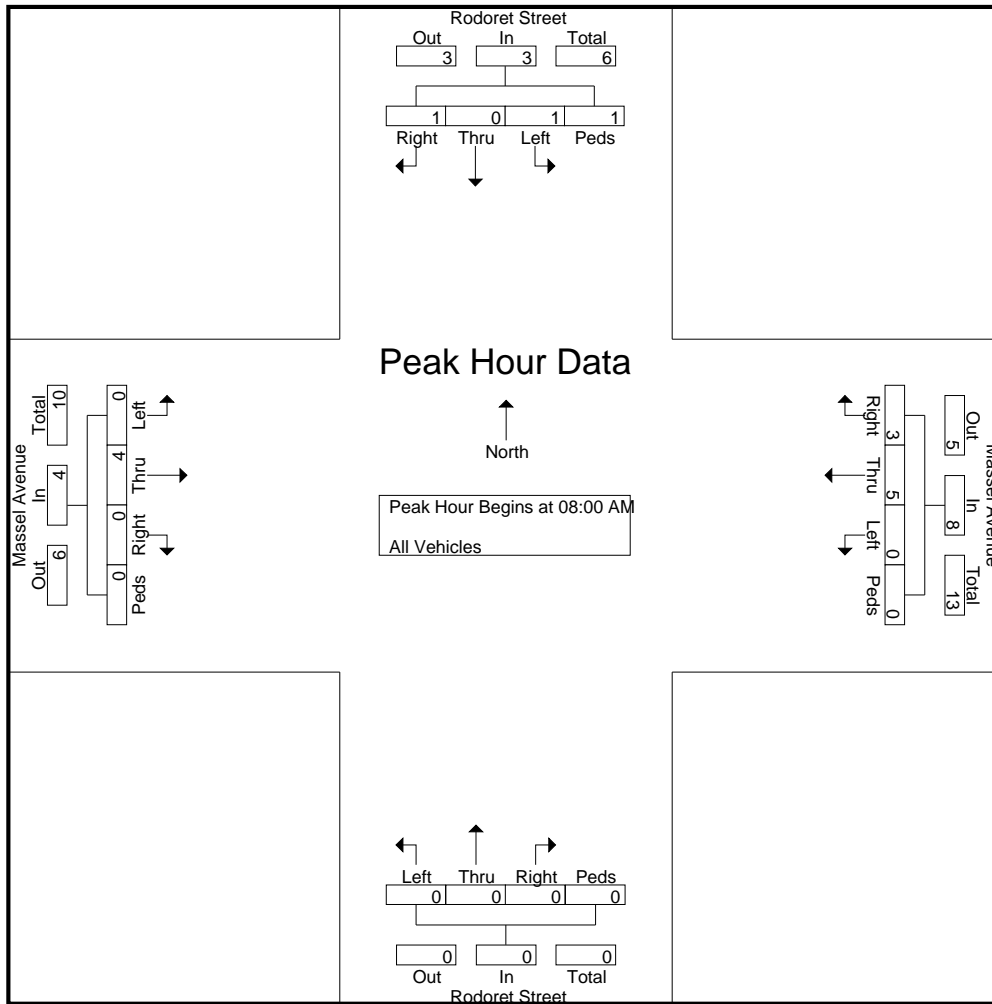 Rodoret Street
Out In Total
3 3 6
1 0 1 1
Right Thru Left Peds
Peak Hour Data
North
Peak Hour Begins at 08:00 AM
All Vehicles
Massel Avenue
Total In Out
10 4 6
0 4 0 0
Left Thru Right Peds
Right Thru Left Peds
3 5 0 0
5 8 13
Out In Total
Massel Avenue
Left Thru Right Peds
0 0 0 0
0 0 0
Out In Total
Rodoret Street